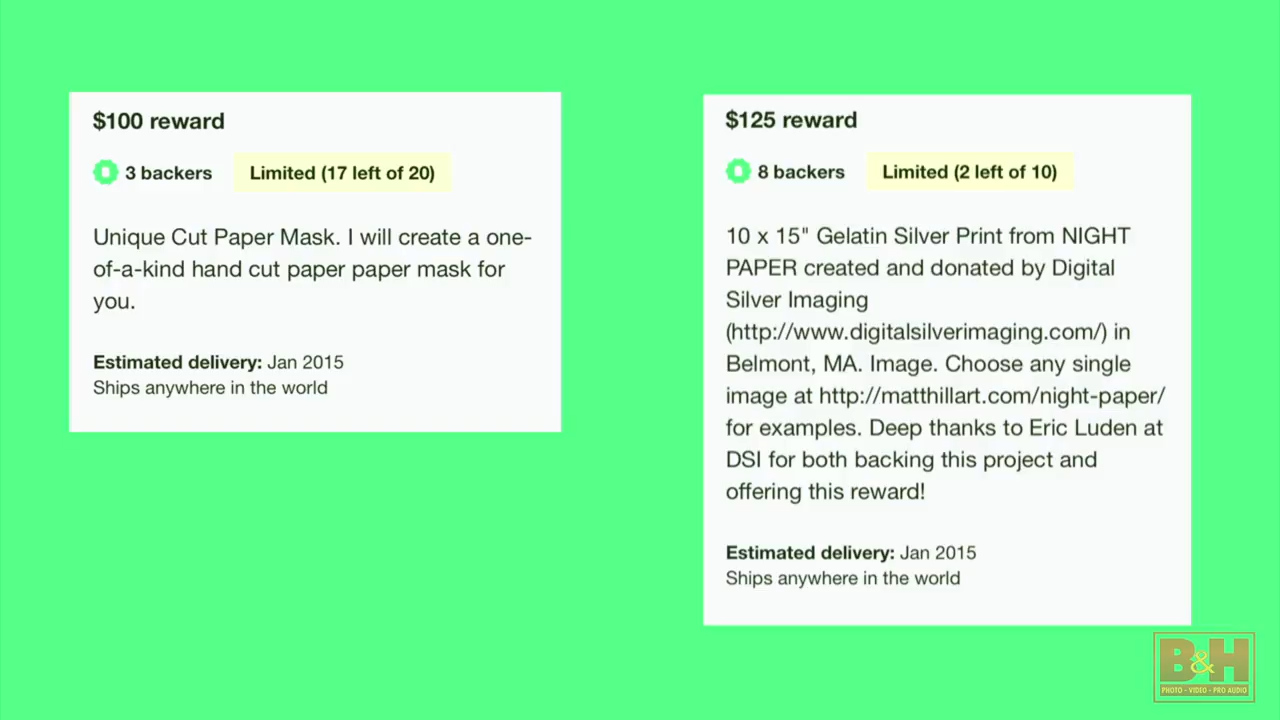 $100 reward
3 backers
Limited (17 left of 20)
Unique Cut Paper Mask. I will create a one-
of-a-kind hand cut paper paper mask for
you.
Estimated delivery: Jan 2015
Ships anywhere in the world
$125 reward
8 backers
Limited (2 left of 10)
10 x 15" Gelatin Silver Print from NIGHT
PAPER created and donated by Digital
Silver Imaging
(http://www.digitalsilverimaging.com/) in
Belmont, MA. Image. Choose any single
image at http://matthillart.com/night-paper/
for examples. Deep thanks to Eric Luden at
DSI for both backing this project and
offering this reward!
Estimated delivery: Jan 2015
Ships anywhere in the world
B&H
PHOTO - VIDEO - PRO AUDIO